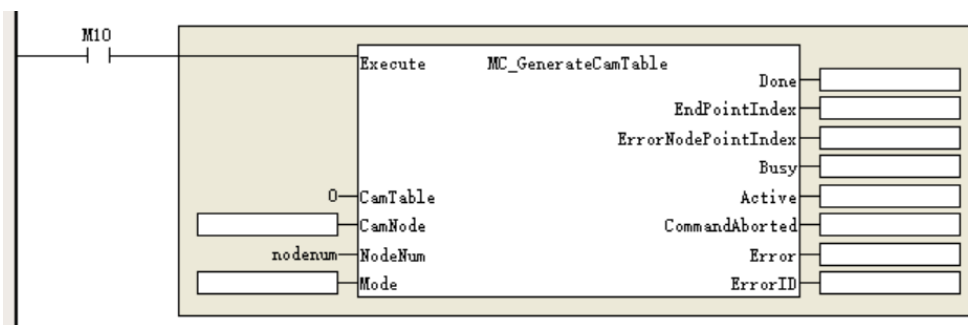 M10
Execute MC_GenerateCamTable
Done
EndPointIndex
ErrorNodePointIndex
Busy
0 CamTable Active
CamNode CommandAborted
nodenum NodeNum Error
Mode ErrorID